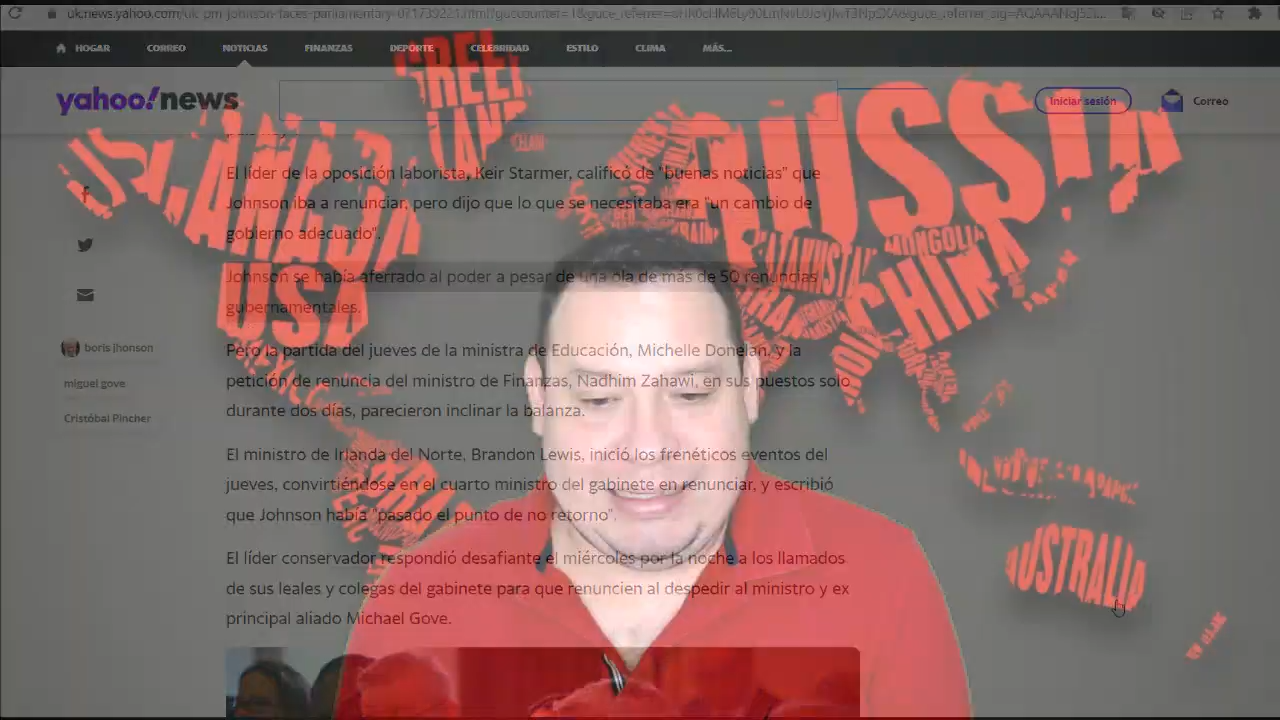 HOGAR CORREO NOTICIAS FINANZAS DEPORTE CELEBRIDAD ESTILO CLIMA MÁS...
yahoo!news
Iniciar sesión
Correo
El líder de la oposición laborista, Keir Starmer, calificó de "buenas noticias" que
Johnson iba a renunciar, pero dijo que lo que se necesitaba era "un cambio de
gobierno adecuado".
Johnson se había aferrado al poder a pesar de una ola de más de 50 renuncias
gubernamentales.
Pero la partida del jueves de la ministra de Educación, Michelle Donelan, y la
petición de renuncia del ministro de Finanzas, Nadhim Zahawi, en sus puestos solo
durante dos días, parecieron inclinar la balanza.
El ministro de Irlanda del Norte, Brandon Lewis, inició los frenéticos eventos del
jueves, convirtiéndose en el cuarto ministro del gabinete en renunciar, y escribió
que Johnson había "pasado el punto de no retorno".
El líder conservador respondió desafiante el miércoles por la noche a los llamados
de sus leales y colegas del gabinete para que renuncien al despedir al ministro y ex
principal aliado Michael Gove.
boris jhonson
miguel gove
Cristóbal Pincher
CANADA
USA
RUSSIA
MONGOLIA
CHINA
AUSTRALIA